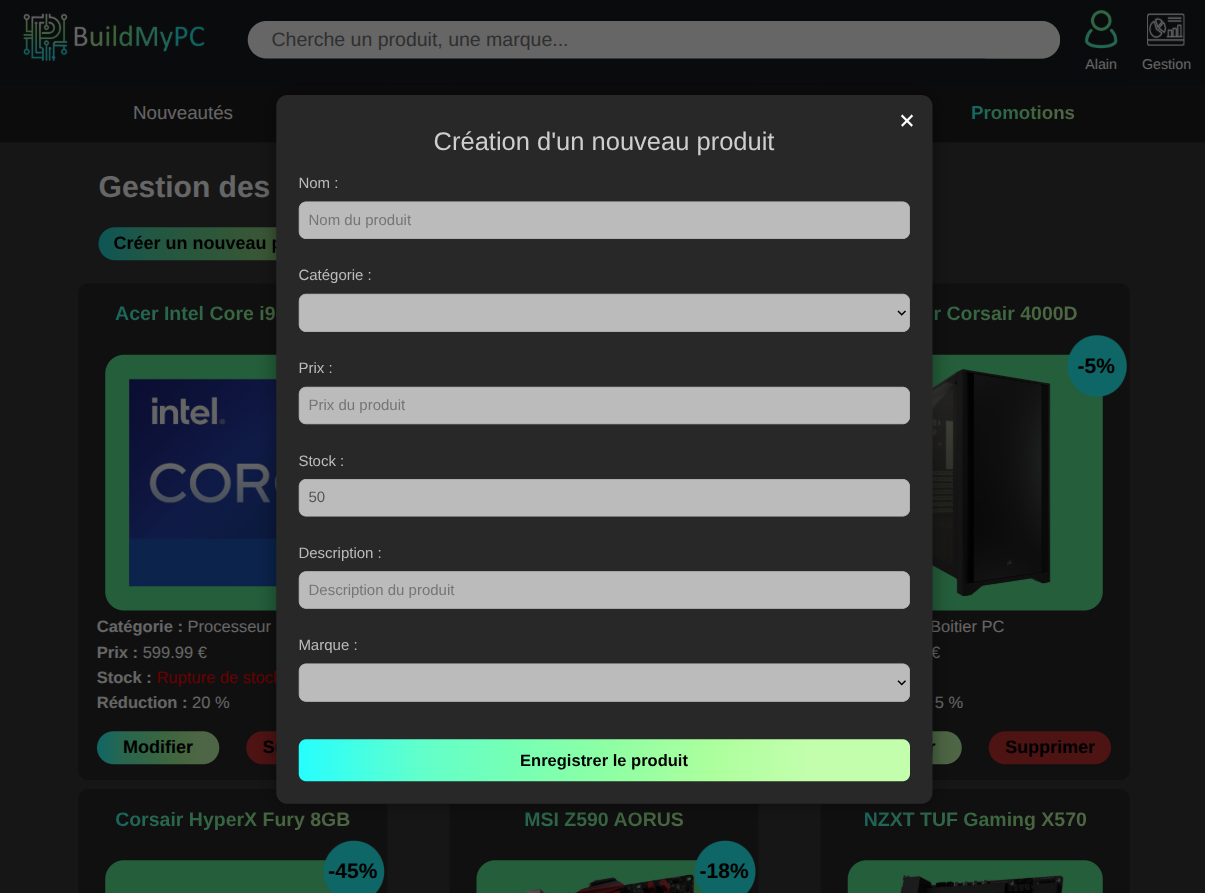 BuildMyPC
Cherche un produit, une marque...
Alain
Gestion
Nouveautés
Promotions
Gestion des
Créer un nouveau
×
Création d'un nouveau produit
Nom :
Nom du produit
Catégorie :
Prix :
Prix du produit
Stock :
50
Description :
Description du produit
Marque :
Enregistrer le produit
Acer Intel Core i9
intel.
COR
Catégorie : Processeur
Prix : 599.99 €
Stock : Rupture de stock
Réduction : 20 %
Modifier
r Corsair 4000D
-5%
Boitier PC
€
5 %
Supprimer
Corsair HyperX Fury 8GB
-45%
MSI Z590 AORUS
-18%
NZXT TUF Gaming X570